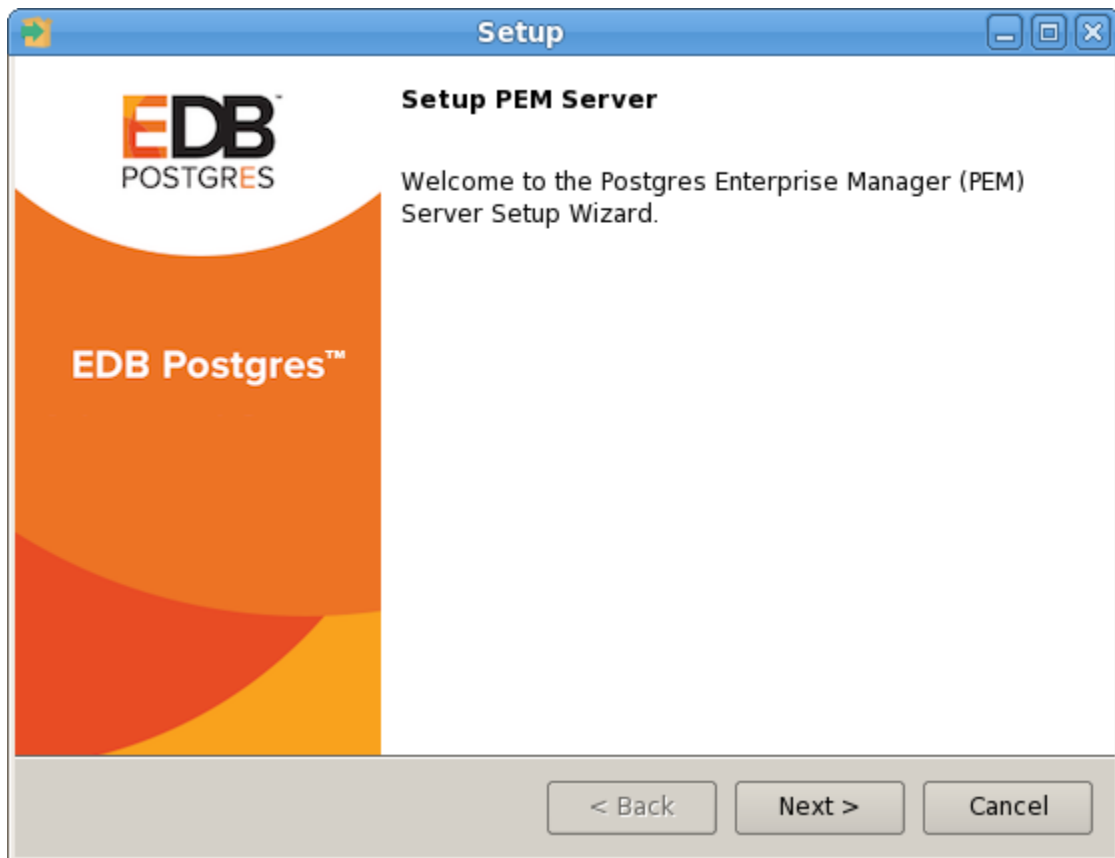 Setup
EDB™
POSTGRES
EDB Postgres™
Setup PEM Server
Welcome to the Postgres Enterprise Manager (PEM)
Server Setup Wizard.
< Back
Next >
Cancel